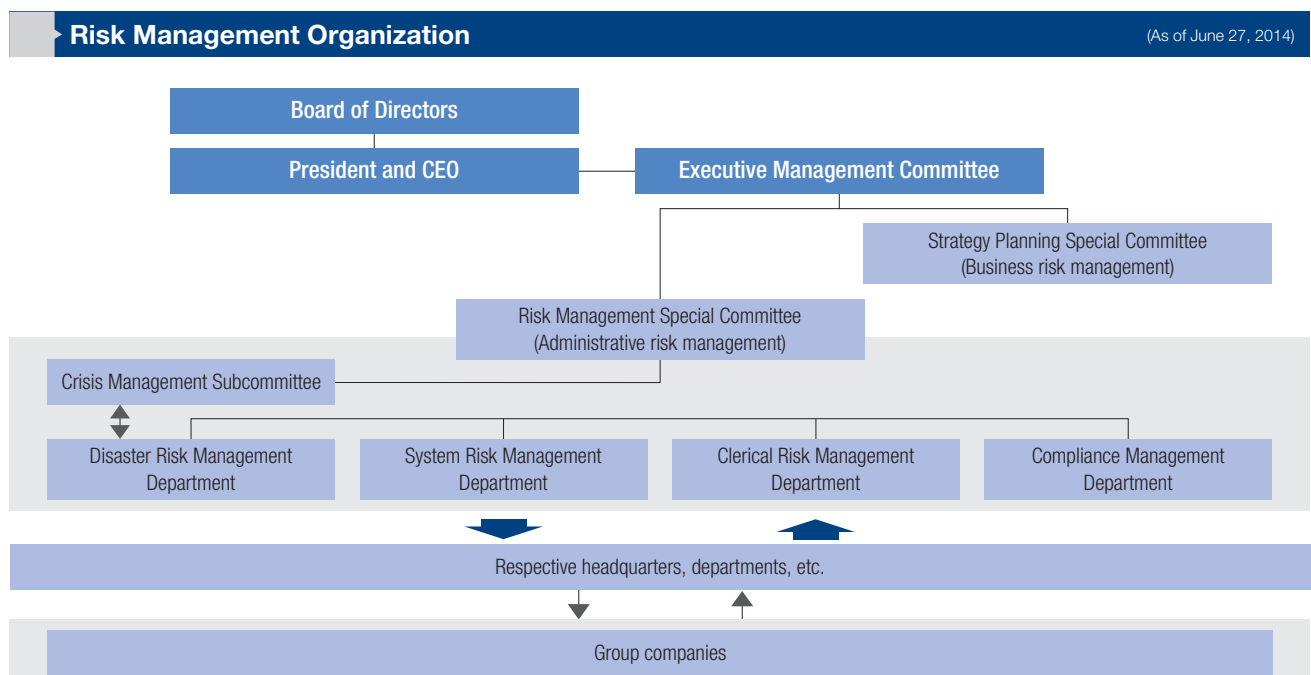 Risk Management Organization
(As of June 27, 2014)
Board of Directors
President and CEO
Executive Management Committee
Strategy Planning Special Committee
(Business risk management)
Risk Management Special Committee
(Administrative risk management)
Crisis Management Subcommittee
Disaster Risk Management
Department
System Risk Management
Department
Clerical Risk Management
Department
Compliance Management
Department
Respective headquarters, departments, etc.
Group companies